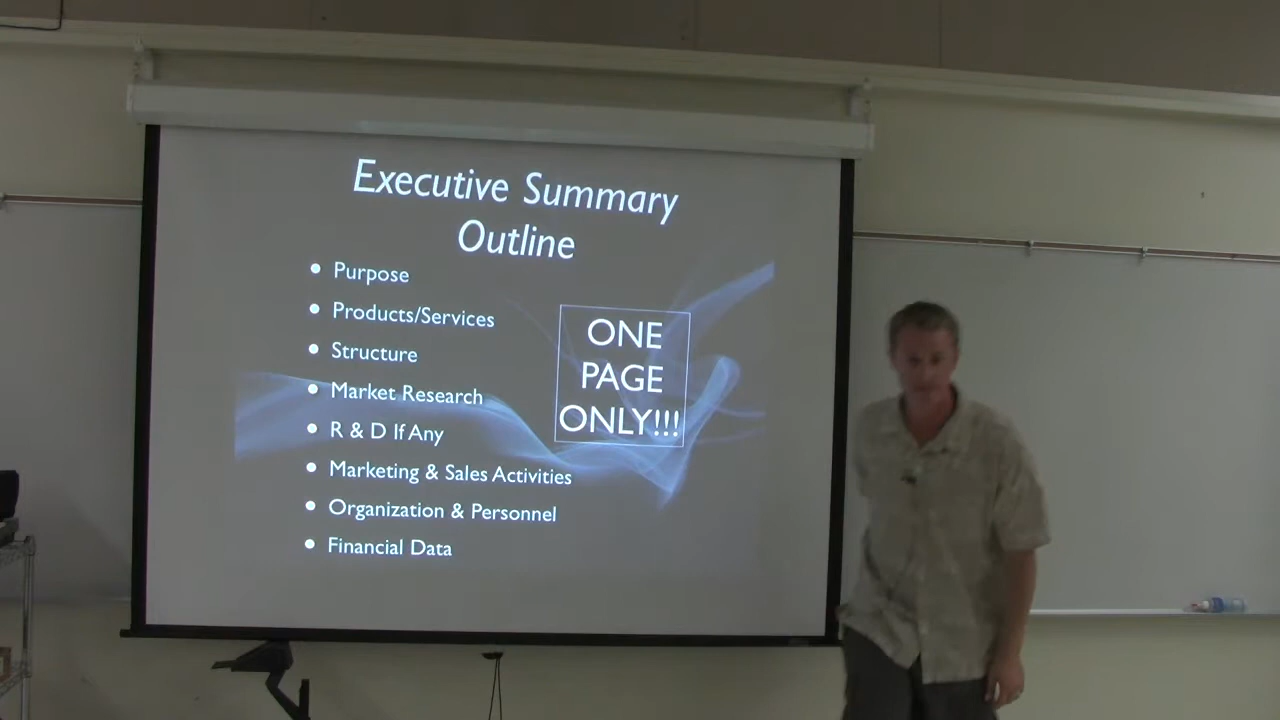 Executive Summary
Outline
• Purpose
• Products/Services
• Structure
• Market Research
• R & D If Any
• Marketing & Sales Activities
• Organization & Personnel
• Financial Data
ONE
PAGE
ONLY!!!